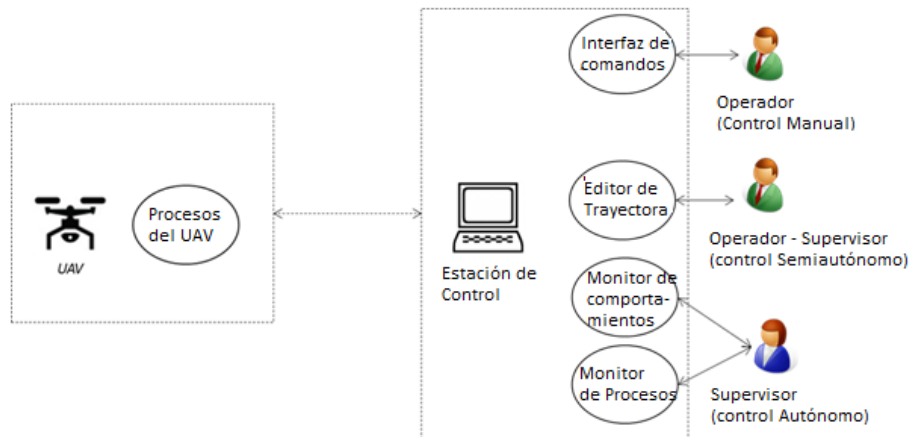 Interfaz de
comandos
Operador
(Control Manual)
Procesos
del UAV
UAV
Estación de
Control
Editor de
Trayectora
Operador - Supervisor
(control Semiautónomo)
Monitor de
comporta-
mientos
Monitor
de Procesos
Supervisor
(control Autónomo)